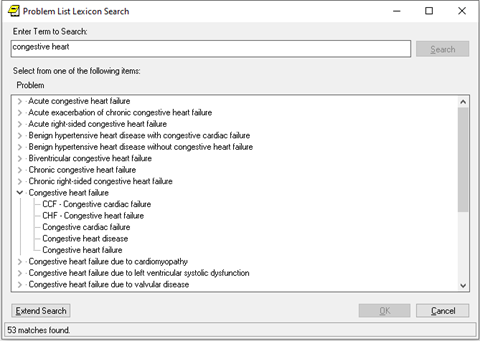 Problem List Lexicon Search
Enter Term to Search:
congestive heart
Search
Select from one of the following items:
Problem
Acute congestive heart failure
Acute exacerbation of chronic congestive heart failure
Acute right-sided congestive heart failure
Benign hypertensive heart disease with congestive cardiac failure
Benign hypertensive heart disease without congestive heart failure
Biventricular congestive heart failure
Chronic congestive heart failure
Chronic right-sided congestive heart failure
Congestive heart failure
CCF - Congestive cardiac failure
CHF - Congestive heart failure
Congestive cardiac failure
Congestive heart disease
Congestive heart failure
Congestive heart failure due to cardiomyopathy
Congestive heart failure due to left ventricular systolic dysfunction
Congestive heart failure due to valvular disease
Extend Search
OK
Cancel
53 matches found.